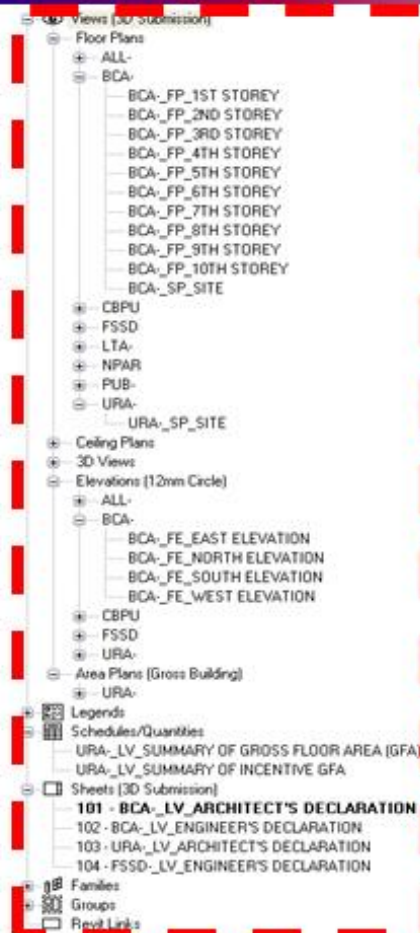 Views (3D Submission)
Floor Plans
ALL-
BCA-
BCA-_FP_1ST STOREY
BCA-_FP_2ND STOREY
BCA-_FP_3RD STOREY
BCA-_FP_4TH STOREY
BCA-_FP_5TH STOREY
BCA-_FP_6TH STOREY
BCA-_FP_7TH STOREY
BCA-_FP_8TH STOREY
BCA-_FP_9TH STOREY
BCA-_FP_10TH STOREY
BCA-_SP_SITE
CBPU
FSSD
LTA-
NPAR
PUB-
URA-
URA-_SP_SITE
Ceiling Plans
3D Views
Elevations (12mm Circle)
ALL-
BCA-
BCA-_FE_EAST ELEVATION
BCA-_FE_NORTH ELEVATION
BCA-_FE_SOUTH ELEVATION
BCA-_FE_WEST ELEVATION
CBPU
FSSD
URA-
Area Plans (Gross Building)
URA-
Legends
Schedules/Quantities
URA-_LV_SUMMARY OF GROSS FLOOR AREA (GFA)
URA-_LV_SUMMARY OF INCENTIVE GFA
Sheets (3D Submission)
101 - BCA-_LV_ARCHITECT'S DECLARATION
102 - BCA-_LV_ENGINEER'S DECLARATION
103 - URA-_LV_ARCHITECT'S DECLARATION
104 - FSSD-_LV_ENGINEER'S DECLARATION
Families
Groups
Revit Links